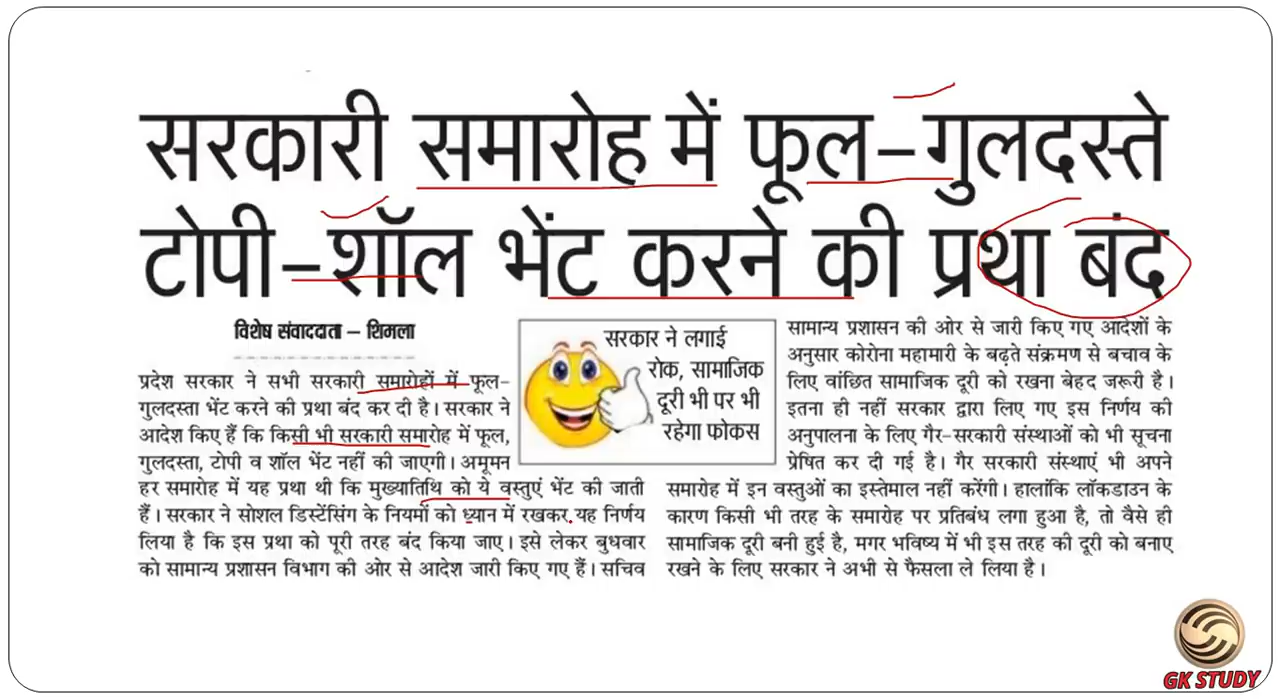 सरकारी समारोह में फूल-गुलदस्ते
टोपी-शॉल भेंट करने की प्रथा बंद
विशेष संवाददाता – शिमला
प्रदेश सरकार ने सभी सरकारी समारोहों में फूल-
गुलदस्ता भेंट करने की प्रथा बंद कर दी है। सरकार ने
आदेश किए हैं कि किसी भी सरकारी समारोह में फूल,
गुलदस्ता, टोपी व शॉल भेंट नहीं की जाएगी। अमूमन
हर समारोह में यह प्रथा थी कि मुख्यातिथि को ये वस्तुएं भेंट की जाती
हैं। सरकार ने सोशल डिस्टेंसिंग के नियमों को ध्यान में रखकर यह निर्णय
लिया है कि इस प्रथा को पूरी तरह बंद किया जाए। इसे लेकर बुधवार
को सामान्य प्रशासन विभाग की ओर से आदेश जारी किए गए हैं। सचिव
सरकार ने लगाई
रोक, सामाजिक
दूरी भी पर भी
रहेगा फोकस
सामान्य प्रशासन की ओर से जारी किए गए आदेशों के
अनुसार कोरोना महामारी के बढ़ते संक्रमण से बचाव के
लिए वांछित सामाजिक दूरी को रखना बेहद जरूरी है।
इतना ही नहीं सरकार द्वारा लिए गए इस निर्णय की
अनुपालना के लिए गैर-सरकारी संस्थाओं को भी सूचना
प्रेषित कर दी गई है। गैर सरकारी संस्थाएं भी अपने
समारोह में इन वस्तुओं का इस्तेमाल नहीं करेंगी। हालांकि लॉकडाउन के
कारण किसी भी तरह के समारोह पर प्रतिबंध लगा हुआ है, तो वैसे ही
सामाजिक दूरी बनी हुई है, मगर भविष्य में भी इस तरह की दूरी को बनाए
रखने के लिए सरकार ने अभी से फैसला ले लिया है।
GK STUDY